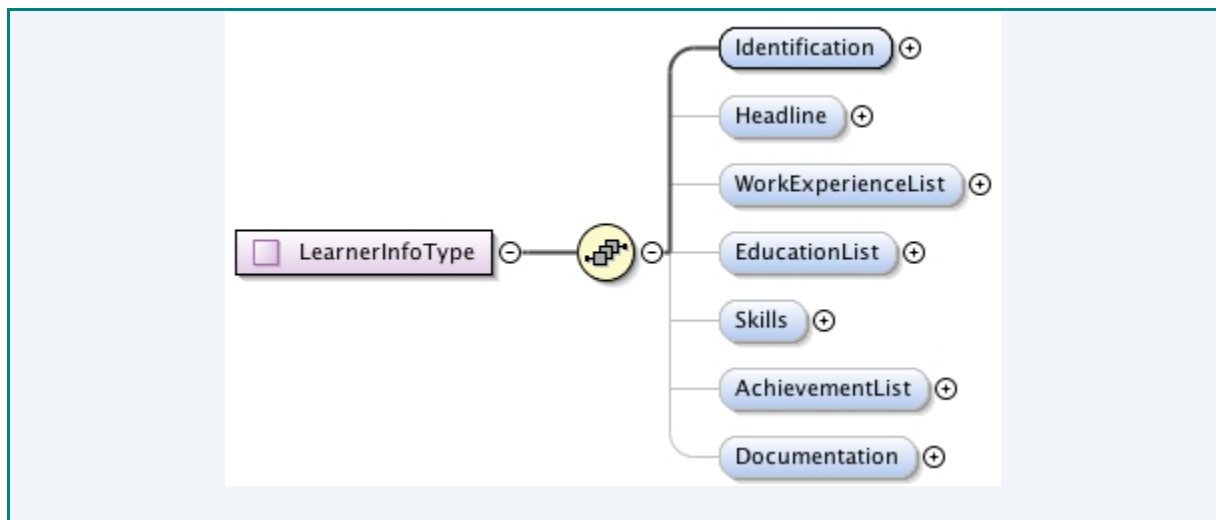 Identification
Headline
WorkExperienceList
LearnerInfoType
EducationList
Skills
AchievementList
Documentation